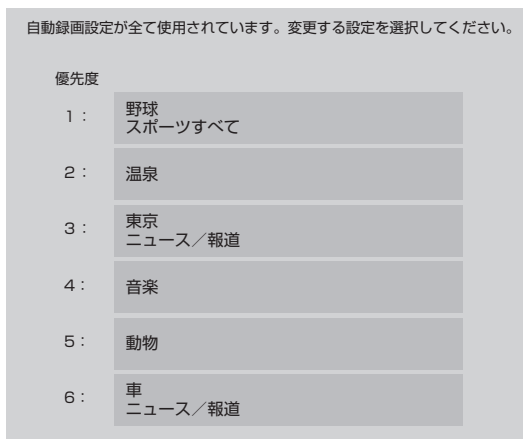 自動録画設定が全て使用されています。変更する設定を選択してください。
優先度
1：
野球
スポーツすべて
2：
温泉
3：
東京
ニュース／報道
4：
音楽
5：
動物
6：
車
ニュース／報道